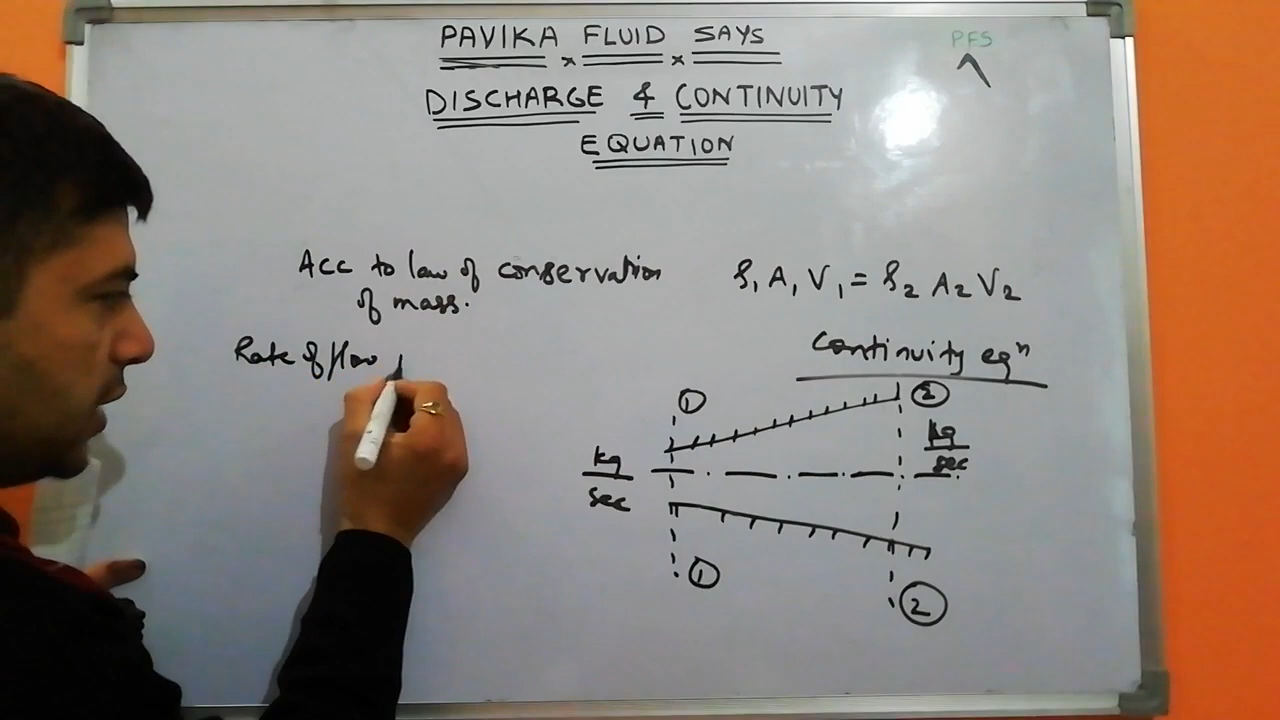 PAVIKA FLUID SAYS
PFS
DISCHARGE & CONTINUITY
EQUATION
Acc to law of conservation
of mass.
ρ₁ A₁ V₁ = ρ₂ A₂ V₂
Continuity eqⁿ
Rate of flow
①
②
kg
sec
kg
sec
①
②